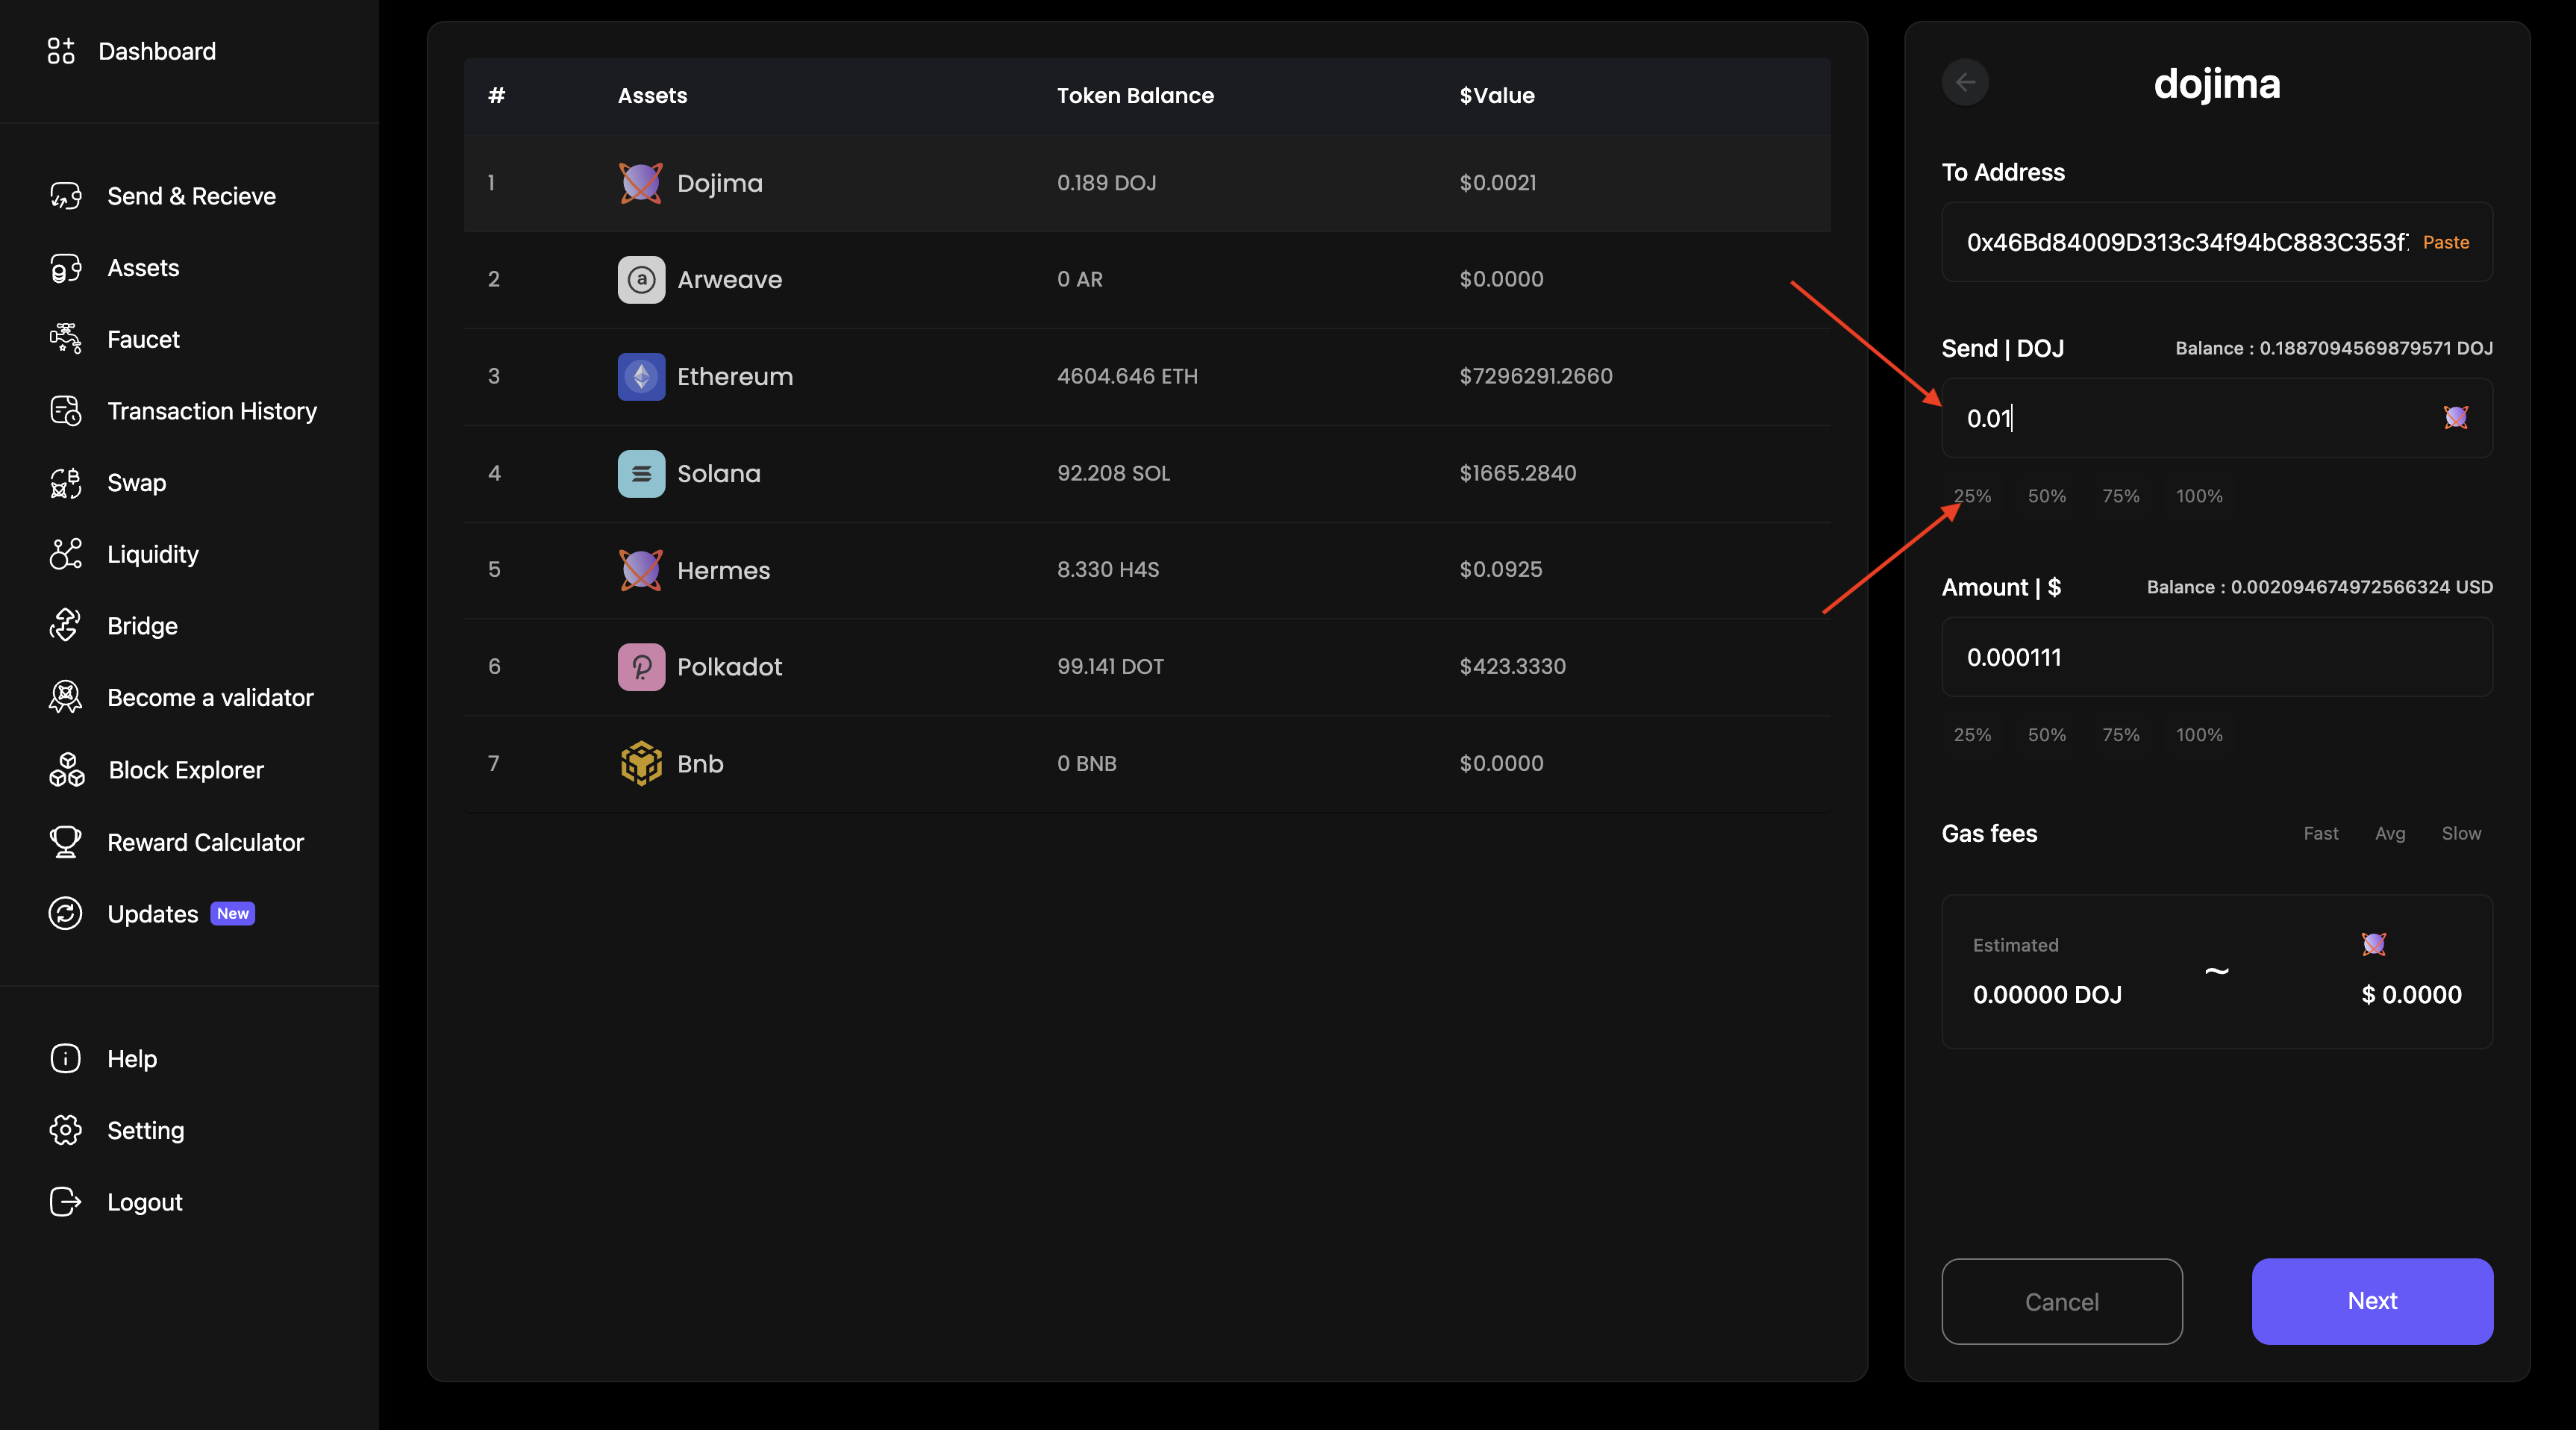 Dashboard
Send & Recieve
Assets
Faucet
Transaction History
Swap
Liquidity
Bridge
Become a validator
Block Explorer
Reward Calculator
Updates New
Help
Setting
Logout
# Assets Token Balance $Value
1 Dojima 0.189 DOJ $0.0021
2 a Arweave 0 AR $0.0000
3 Ethereum 4604.646 ETH $7296291.2660
4 Solana 92.208 SOL $1665.2840
5 Hermes 8.330 H4S $0.0925
6 Polkadot 99.141 DOT $423.3330
7 Bnb 0 BNB $0.0000
dojima
To Address
0x46Bd84009D313c34f94bC883C353f Paste
Send | DOJ Balance : 0.1887094569879571 DOJ
0.01
25% 50% 75% 100%
Amount | $ Balance : 0.002094674972566324 USD
0.000111
25% 50% 75% 100%
Gas fees Fast Avg Slow
Estimated
0.00000 DOJ ~ $ 0.0000
Cancel Next